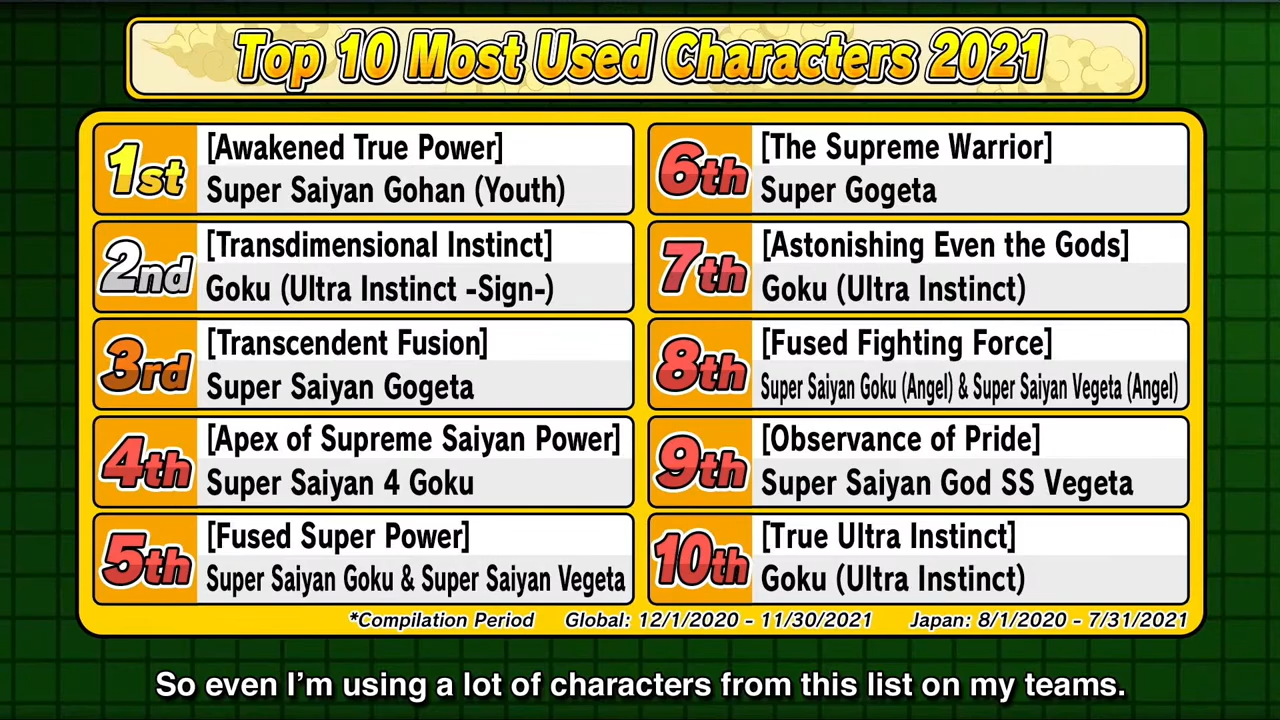 Top 10 Most Used Characters 2021
1st
[Awakened True Power]
Super Saiyan Gohan (Youth)
2nd
[Transdimensional Instinct]
Goku (Ultra Instinct -Sign-)
3rd
[Transcendent Fusion]
Super Saiyan Gogeta
4th
[Apex of Supreme Saiyan Power]
Super Saiyan 4 Goku
5th
[Fused Super Power]
Super Saiyan Goku & Super Saiyan Vegeta
6th
[The Supreme Warrior]
Super Gogeta
7th
[Astonishing Even the Gods]
Goku (Ultra Instinct)
8th
[Fused Fighting Force]
Super Saiyan Goku (Angel) & Super Saiyan Vegeta (Angel)
9th
[Observance of Pride]
Super Saiyan God SS Vegeta
10th
[True Ultra Instinct]
Goku (Ultra Instinct)
*Compilation Period Global: 12/1/2020 - 11/30/2021 Japan: 8/1/2020 - 7/31/2021
So even I'm using a lot of characters from this list on my teams.